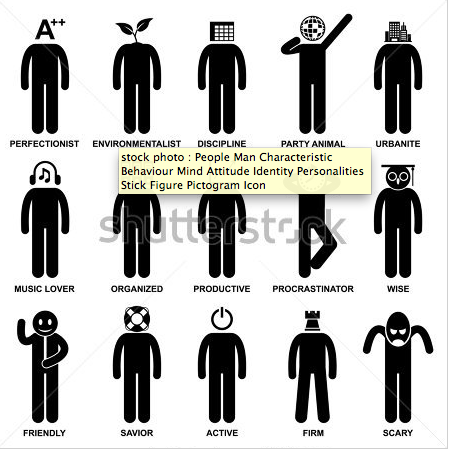 A++
PERFECTIONIST
ENVIRONMENTALIST
DISCIPLINE
PARTY ANIMAL
URBANITE
stock photo : People Man Characteristic
Behaviour Mind Attitude Identity Personalities
Stick Figure Pictogram Icon
shutterstock
MUSIC LOVER
ORGANIZED
PRODUCTIVE
PROCRASTINATOR
WISE
FRIENDLY
SAVIOR
ACTIVE
FIRM
SCARY